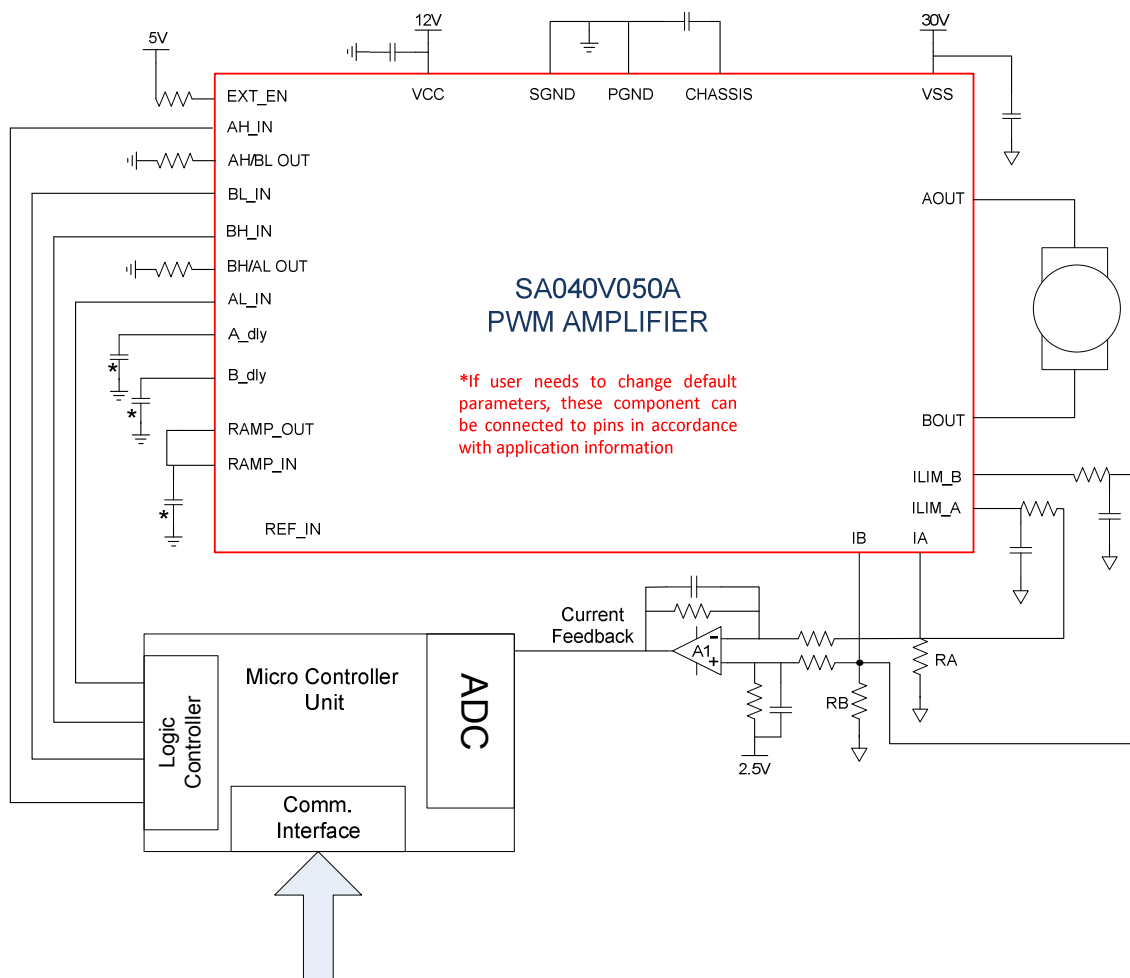 5V
12V
30V
EXT_EN
VCC
SGND
PGND
CHASSIS
VSS
AH_IN
AH/BL OUT
BL_IN
AOUT
BH_IN
BH/AL OUT
AL_IN
A_dly
*
B_dly
*
RAMP_OUT
RAMP_IN
*
REF_IN
SA040V050A
PWM AMPLIFIER
*If user needs to change default
parameters, these component can
be connected to pins in accordance
with application information
BOUT
ILIM_B
ILIM_A
IB
IA
Current
Feedback
A1
-
+
RA
RB
2.5V
Micro Controller
Unit
ADC
Logic
Controller
Comm.
Interface